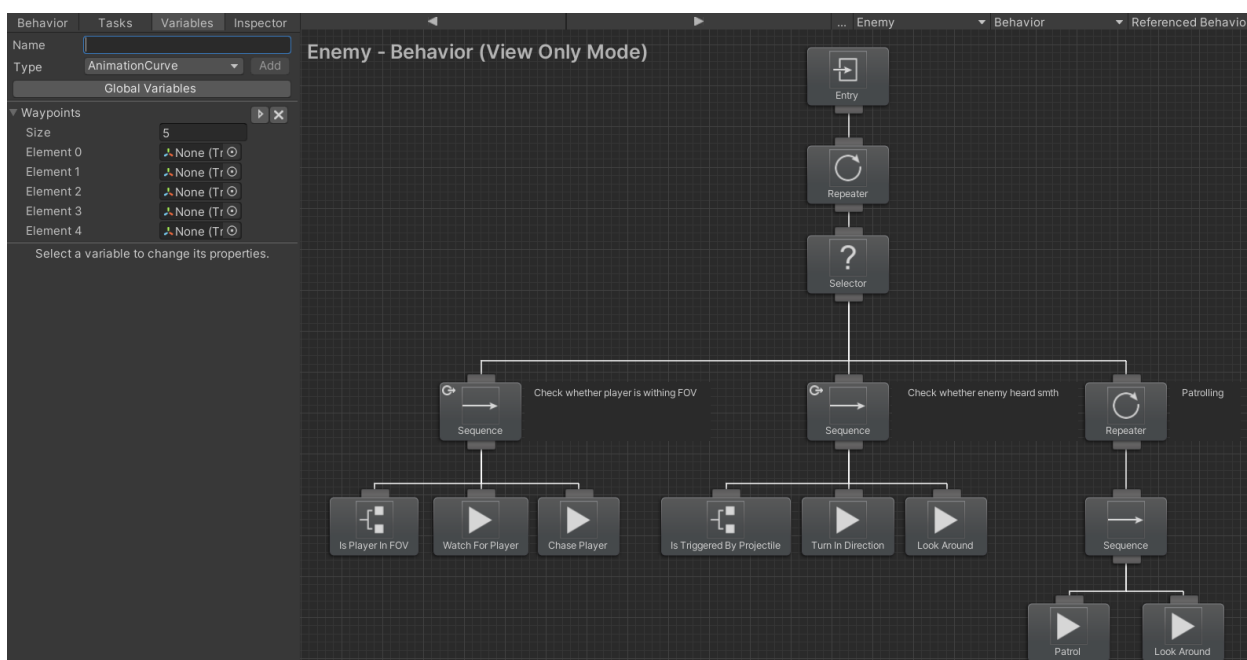 Behavior Tasks Variables Inspector ... Enemy Behavior Referenced Behavio
Name
Type AnimationCurve Add
Global Variables
Waypoints
Size 5
Element 0 None (Tr
Element 1 None (Tr
Element 2 None (Tr
Element 3 None (Tr
Element 4 None (Tr
Select a variable to change its properties.
Enemy - Behavior (View Only Mode)
Entry
Repeater
?
Selector
Check whether player is withing FOV
Sequence
Check whether enemy heard smth
Sequence
Patrolling
Repeater
Is Player In FOV
Watch For Player
Chase Player
Is Triggered By Projectile
Turn In Direction
Look Around
Sequence
Patrol
Look Around